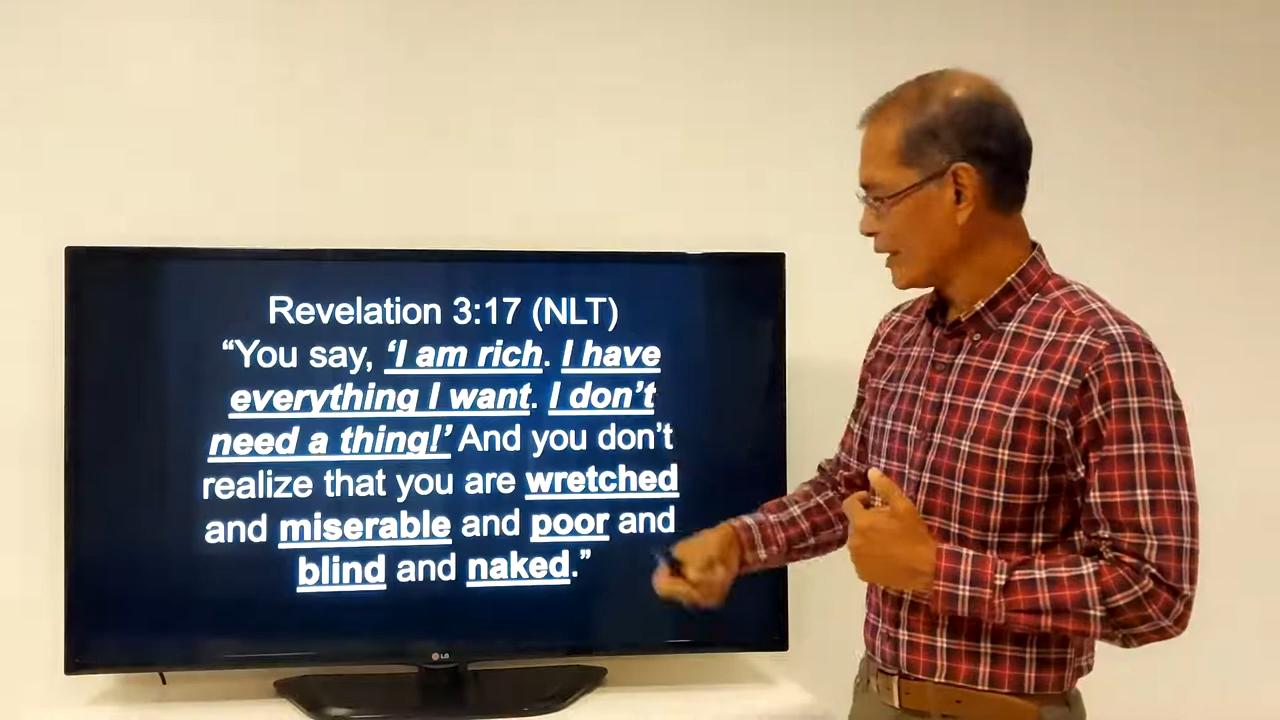 Revelation 3:17 (NLT)
“You say, ‘I am rich. I have
everything I want. I don’t
need a thing!’ And you don’t
realize that you are wretched
and miserable and poor and
blind and naked.”
LG